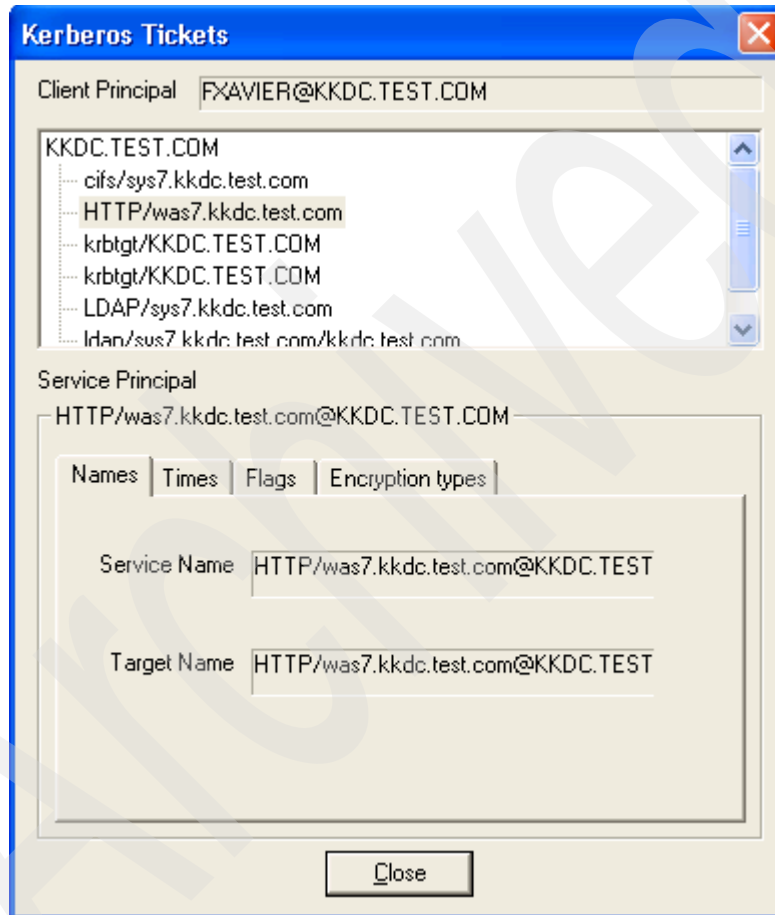 Kerberos Tickets
Client Principal FXAVIER@KKDC.TEST.COM
KKDC.TEST.COM
cifs/sys7.kkdc.test.com
HTTP/was7.kkdc.test.com
krbtgt/KKDC.TEST.COM
krbtgt/KKDC.TEST.COM
LDAP/sys7.kkdc.test.com
ldap/sys7.kkdc.test.com/kkdc.test.com
Service Principal
HTTP/was7.kkdc.test.com@KKDC.TEST.COM
Names Times Flags Encryption types
Service Name HTTP/was7.kkdc.test.com@KKDC.TEST
Target Name HTTP/was7.kkdc.test.com@KKDC.TEST
Close
Archived